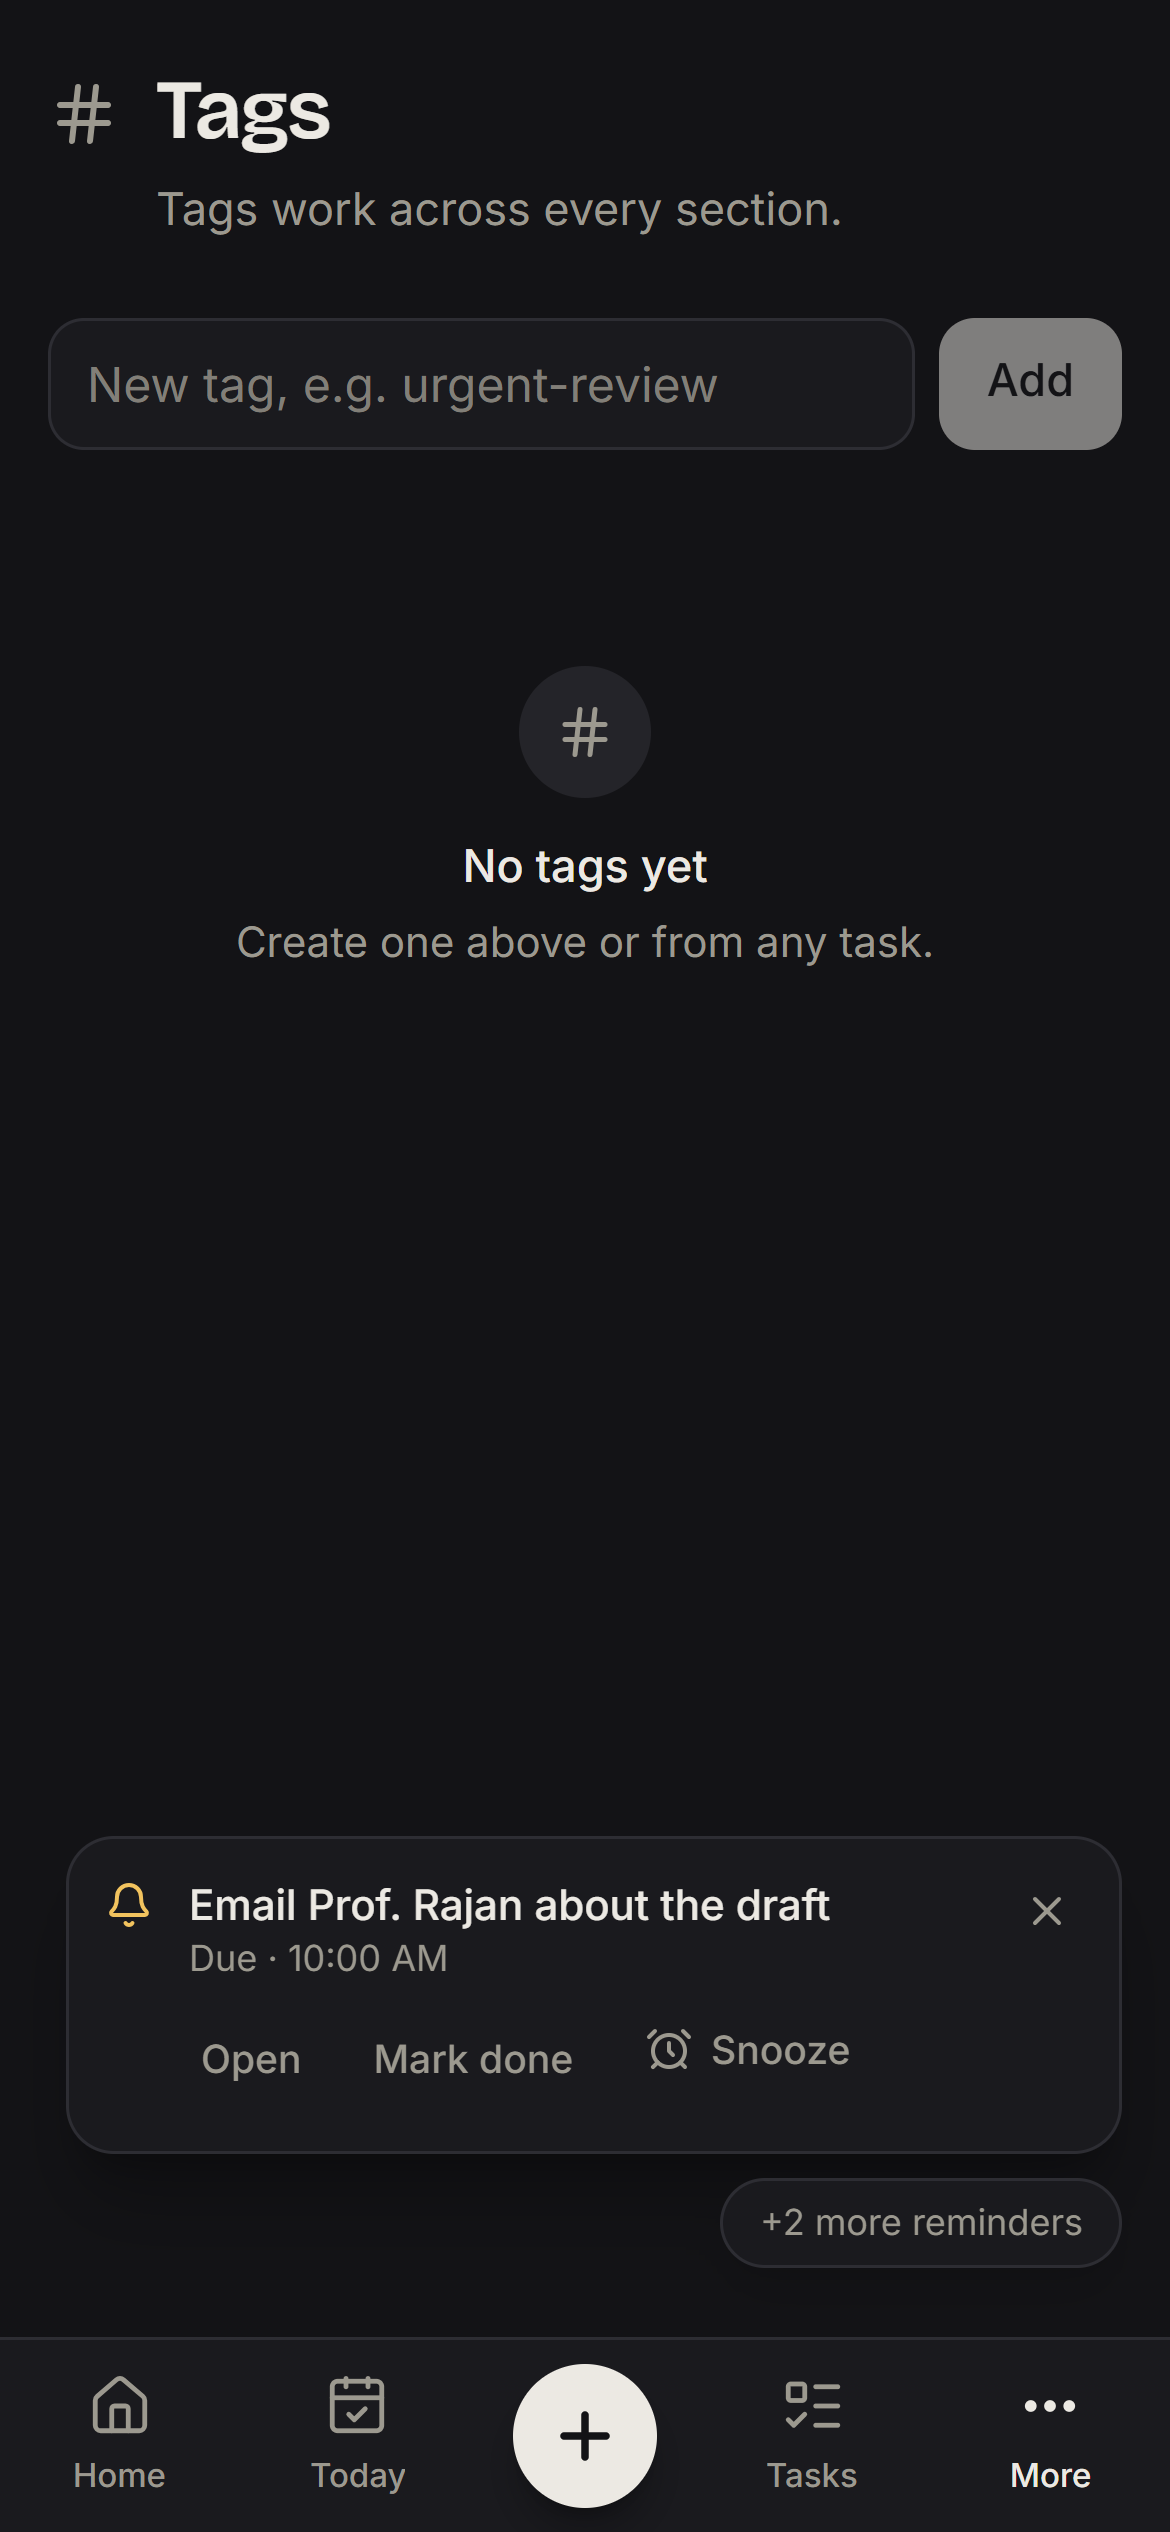 Tags
Tags work across every section.
New tag, e.g. urgent-review
Add
No tags yet
Create one above or from any task.
Email Prof. Rajan about the draft
Due · 10:00 AM
Open
Mark done
Snooze
+2 more reminders
Home
Today
Tasks
More